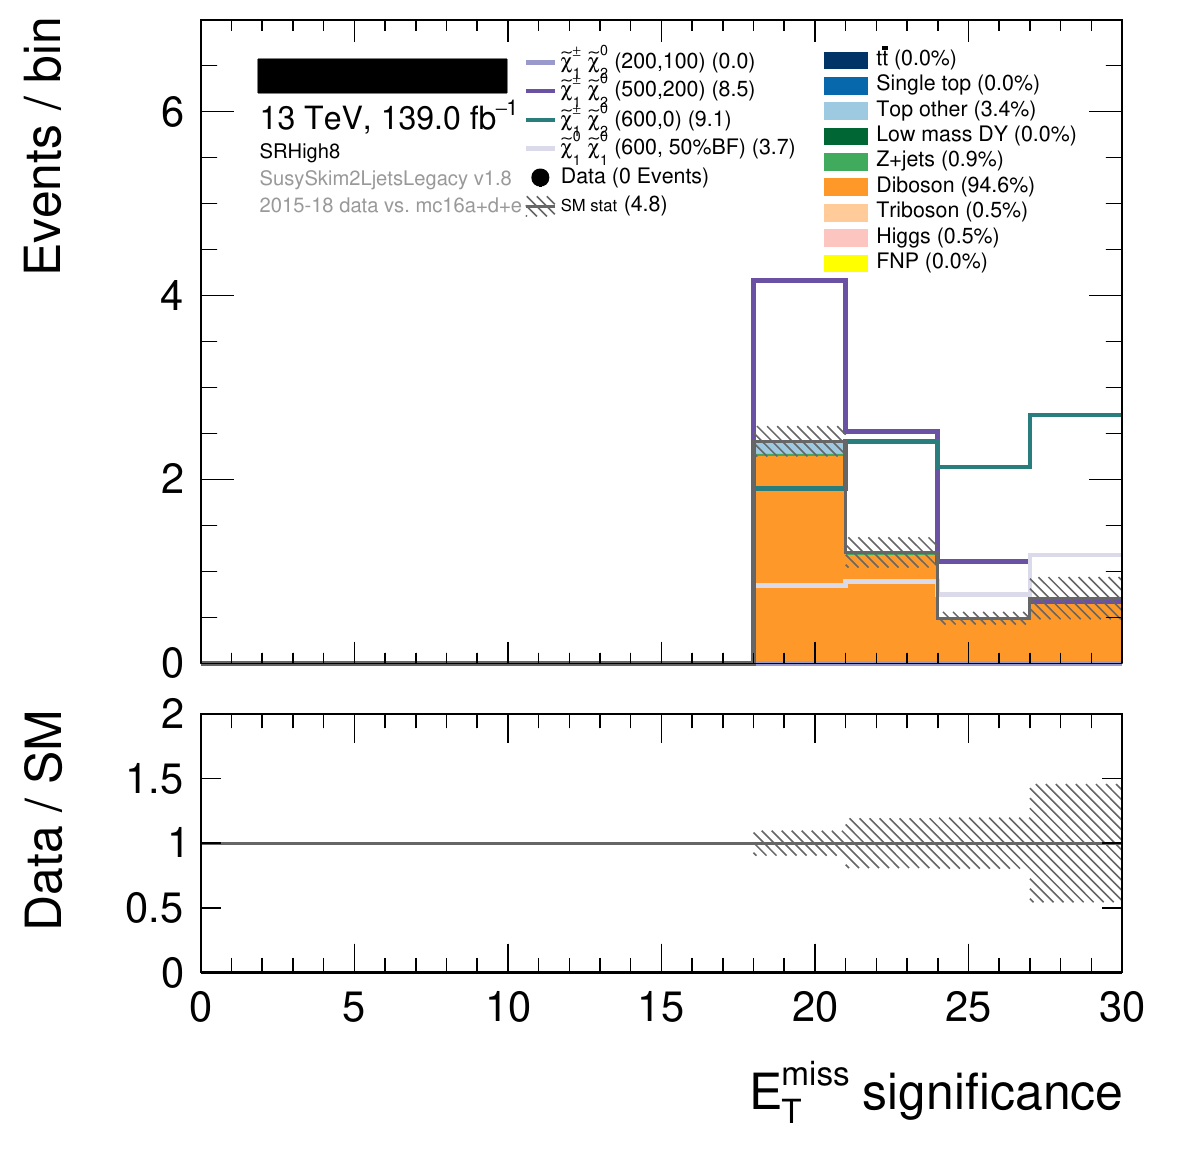 Events / bin
6
4
2
0
13 TeV, 139.0 fb⁻¹
SRHigh8
SusySkim2LjetsLegacy v1.8
2015-18 data vs. mc16a+d+e
χ̃₁± χ̃₂⁰ (200,100) (0.0)
χ̃₁± χ̃₂⁰ (500,200) (8.5)
χ̃₁± χ̃₂⁰ (600,0) (9.1)
χ̃₁⁰ χ̃₁⁰ (600, 50%BF) (3.7)
Data (0 Events)
SM stat (4.8)
tt̄ (0.0%)
Single top (0.0%)
Top other (3.4%)
Low mass DY (0.0%)
Z+jets (0.9%)
Diboson (94.6%)
Triboson (0.5%)
Higgs (0.5%)
FNP (0.0%)
Data / SM
2
1.5
1
0.5
0
0 5 10 15 20 25 30
E_T^miss significance